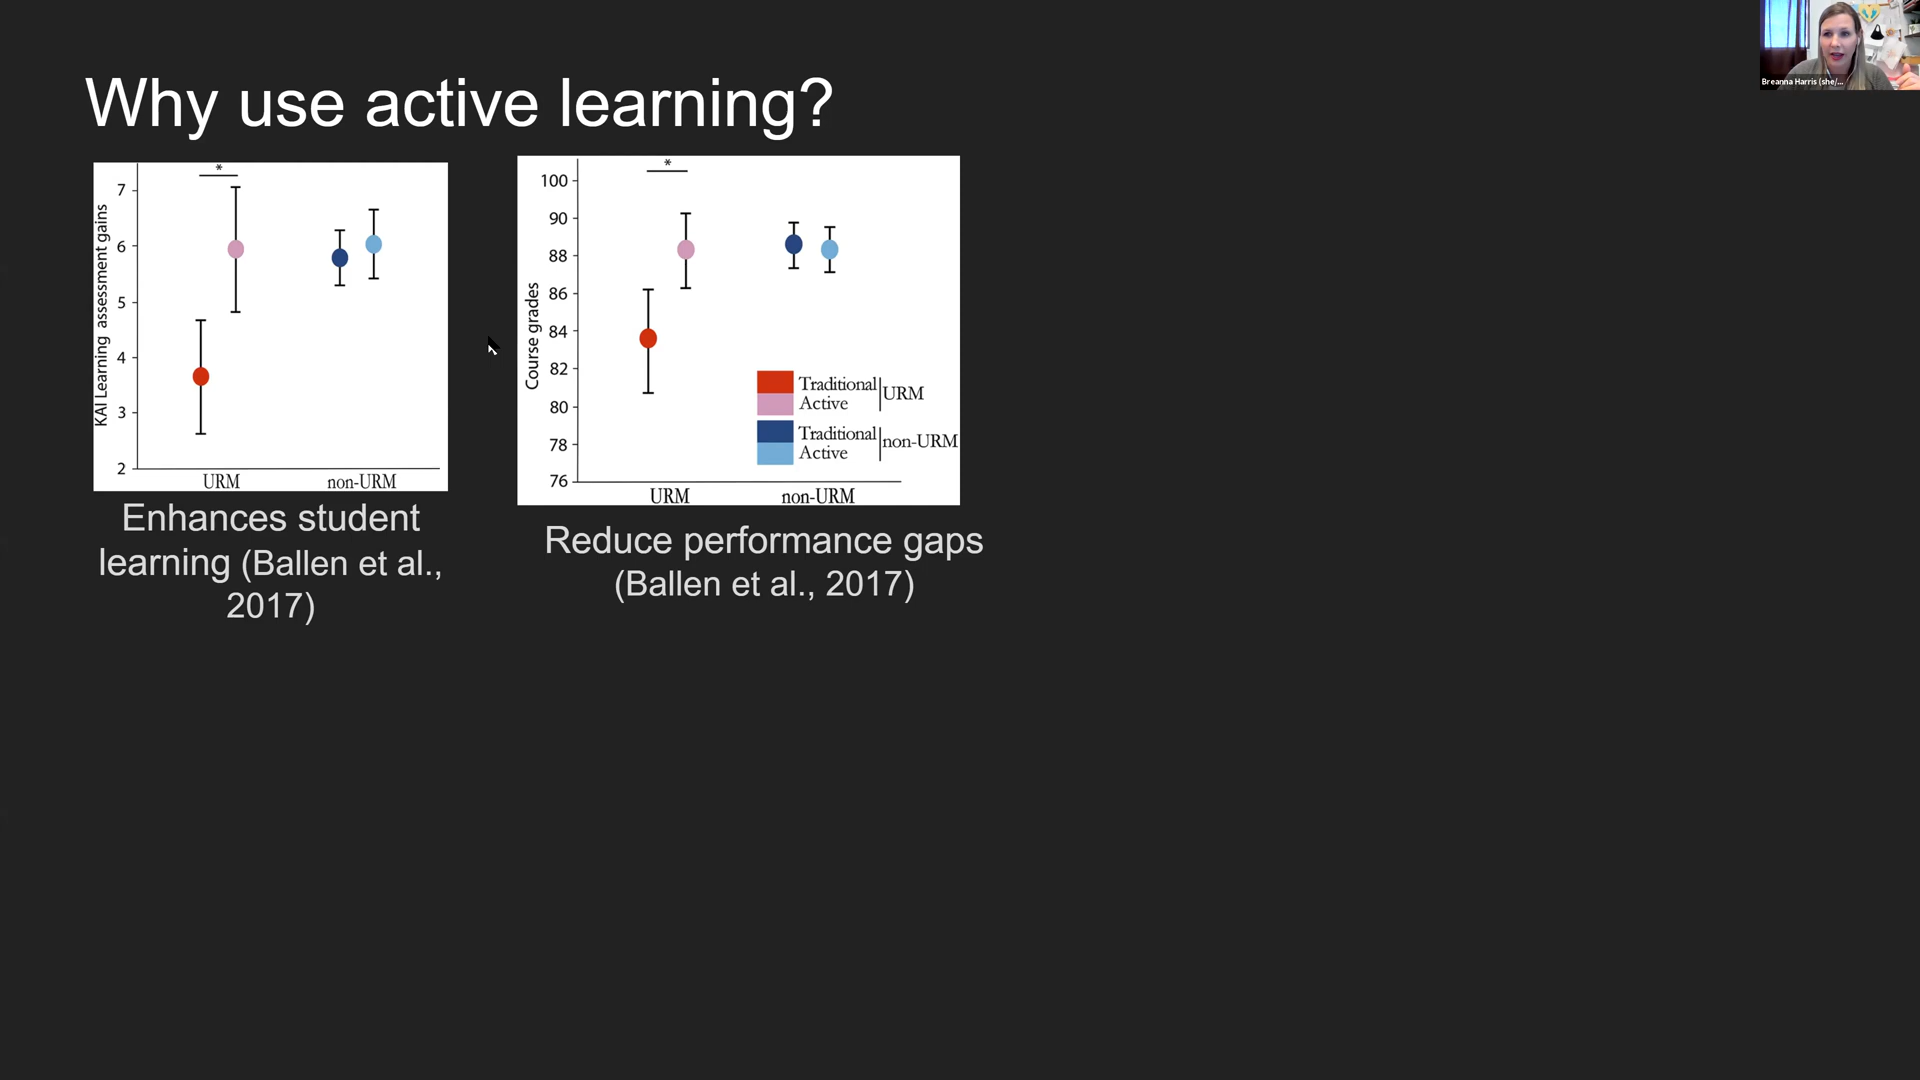 Why use active learning?
Breanna Harris (she/...
*
7
6
5
4
3
2
KAI Learning assessment gains
URM non-URM
Enhances student
learning (Ballen et al.,
2017)
*
100
90
88
86
84
82
80
78
76
Course grades
Traditional
Active
URM
Traditional
Active
non-URM
URM non-URM
Reduce performance gaps
(Ballen et al., 2017)